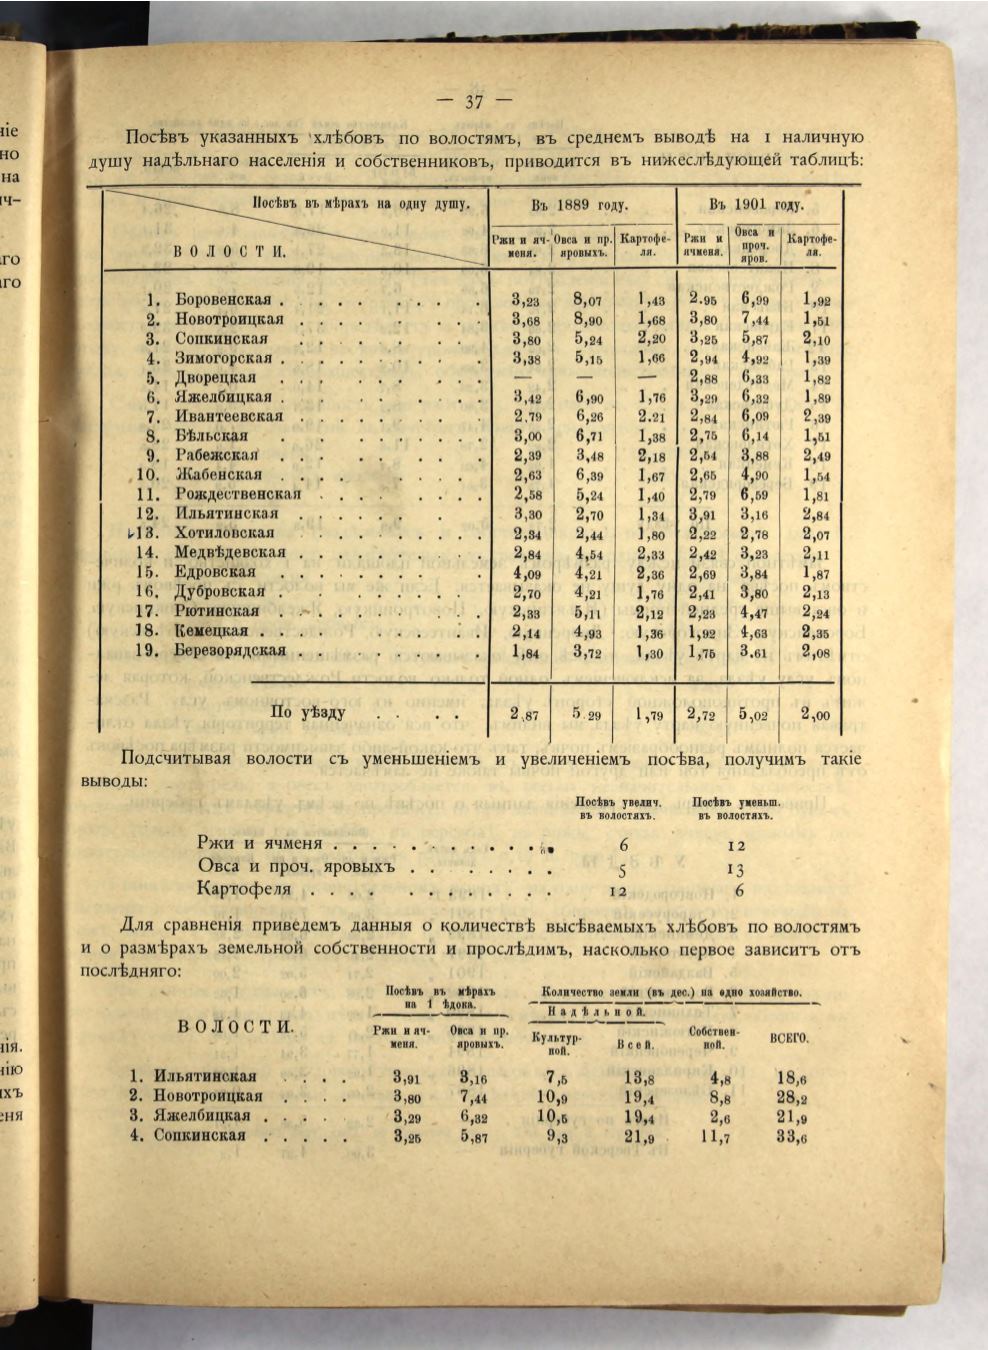 — 37 —
Посѣвъ указанныхъ хлѣбовъ по волостямъ, въ среднемъ выводѣ на 1 наличную
душу надѣльнаго населенія и собственниковъ, приводится въ нижеслѣдующей таблицѣ:
Посѣвъ въ мѣрахъ на одну душу. Въ 1889 году. Въ 1901 году.
ВОЛОСТИ. Ржи и ячменя. Овса и пр. яровыхъ. Картофеля. Ржи и ячменя. Овса и проч. яров. Картофеля.
1. Боровенская 3,23 8,07 1,43 2.95 6,99 1,92
2. Новотроицкая 3,68 8,90 1,68 3,80 7,44 1,51
3. Сопкинская 3,80 5,24 2,20 3,25 5,87 2,10
4. Зимогорская 3,38 5,15 1,66 2,94 4,92 1,39
5. Дворецкая — — — 2,88 6,33 1,82
6. Яжелбицкая 3,42 6,90 1,76 3,29 6,32 1,89
7. Ивантеевская 2.79 6,26 2.21 2,84 6,09 2,39
8. Бѣльская 3,00 6,71 1,38 2,75 6,14 1,51
9. Рабежская 2,39 3,48 2,18 2,54 3,88 2,49
10. Жабенская 2,63 6,39 1,67 2,65 4,90 1,54
11. Рождественская 2,58 5,24 1,40 2,79 6,59 1,81
12. Ильятинская 3,30 2,70 1,34 3,91 3,16 2,84
13. Хотиловская 2,34 2,44 1,80 2,22 2,78 2,07
14. Медвѣдевская 2,84 4,54 2,33 2,42 3,23 2,11
15. Едровская 4,09 4,21 2,36 2,69 3,84 1,87
16. Дубровская 2,70 4,21 1,76 2,41 3,80 2,13
17. Рютинская 2,33 5,11 2,12 2,23 4,47 2,24
18. Кемецкая 2,14 4,93 1,36 1,92 4,63 2,35
19. Березорядская 1,84 3,72 1,30 1,75 3.61 2,08
По уѣзду 2,87 5.29 1,79 2,72 5,02 2,00
Подсчитывая волости съ уменьшеніемъ и увеличеніемъ посѣва, получимъ такіе
выводы:
Посѣвъ увелич. въ волостяхъ. Посѣвъ уменьш. въ волостяхъ.
Ржи и ячменя 6 12
Овса и проч. яровыхъ 5 13
Картофеля 12 6
Для сравненія приведемъ данныя о количествѣ высѣваемыхъ хлѣбовъ по волостямъ
и о размѣрахъ земельной собственности и прослѣдимъ, насколько первое зависитъ отъ
послѣдняго:
Посѣвъ въ мѣрахъ на 1 ѣдока. Количество земли (въ дес.) на одно хозяйство.
Надѣльной.
ВОЛОСТИ. Ржи и ячменя. Овса и пр. яровыхъ. Культурной. Всей. Собственной. ВСЕГО.
1. Ильятинская 3,91 3,16 7,5 13,8 4,8 18,6
2. Новотроицкая 3,80 7,44 10,9 19,4 8,8 28,2
3. Яжелбицкая 3,29 6,32 10,5 19,4 2,6 21,9
4. Сопкинская 3,25 5,87 9,3 21,9 11,7 33,6